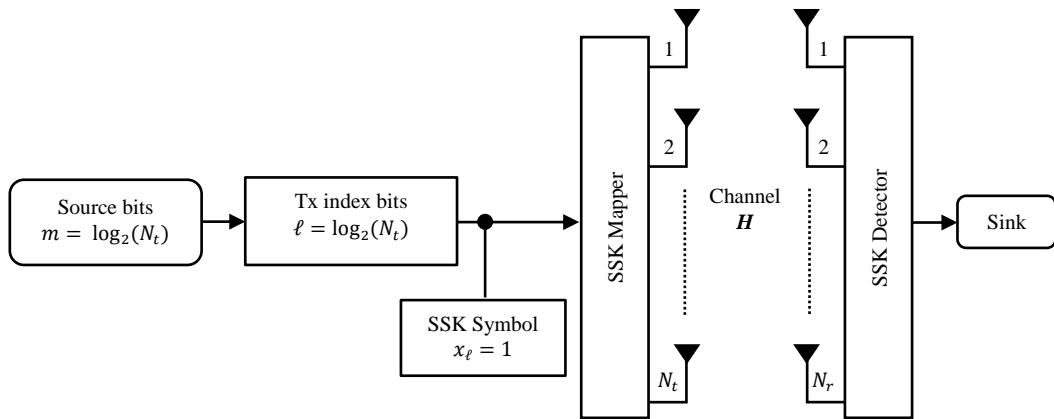 Source bits
m = log₂(Nₜ)
Tx index bits
ℓ = log₂(Nₜ)
SSK Symbol
xℓ = 1
SSK Mapper
1
2
Nₜ
Channel
H
1
2
Nᵣ
SSK Detector
Sink